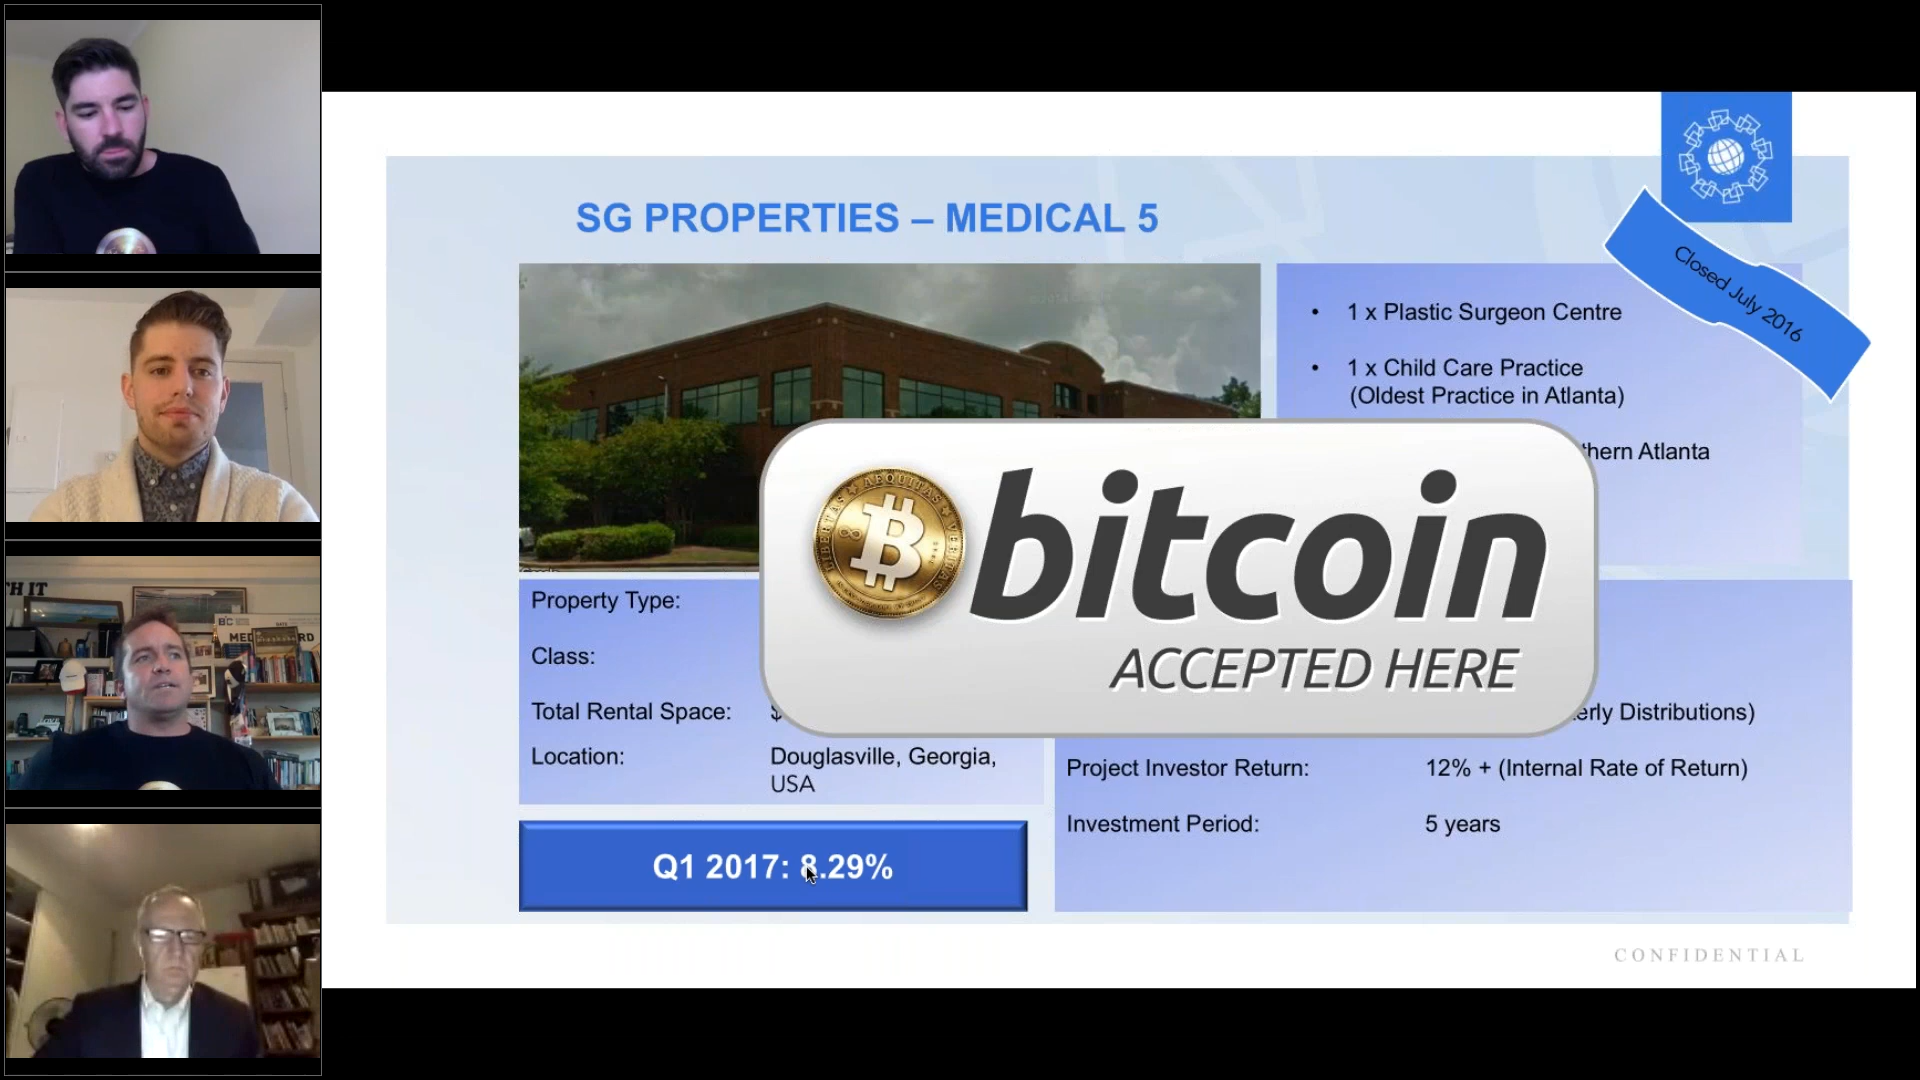 SG PROPERTIES – MEDICAL 5
Closed July 2016
• 1 x Plastic Surgeon Centre
• 1 x Child Care Practice
(Oldest Practice in Atlanta)
thern Atlanta
bitcoin
ACCEPTED HERE
Property Type:
Class:
Total Rental Space: $
Location: Douglasville, Georgia,
USA
erly Distributions)
Project Investor Return: 12% + (Internal Rate of Return)
Investment Period: 5 years
Q1 2017: 8.29%
CONFIDENTIAL
TH IT